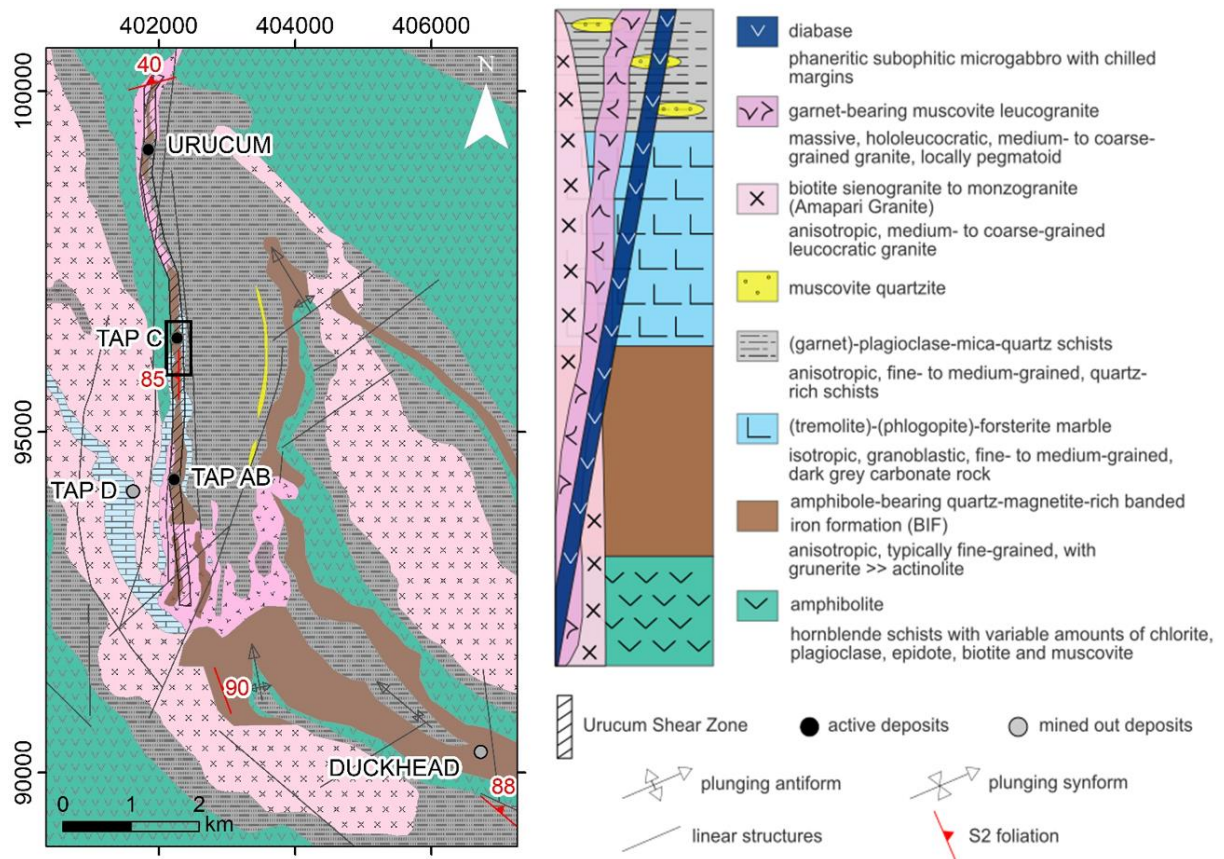 402000 404000 406000
100000
95000
90000
N
40
URUCUM
TAP C
85
TAP AB
TAP D
90
DUCKHEAD
88
0 1 2
km
diabase
phaneritic subophitic microgabbro with chilled
margins
garnet-bearing muscovite leucogranite
massive, hololeucocratic, medium- to coarse-
grained granite, locally pegmatoid
biotite sienogranite to monzogranite
(Amapari Granite)
anisotropic, medium- to coarse-grained
leucocratic granite
muscovite quartzite
(garnet)-plagioclase-mica-quartz schists
anisotropic, fine- to medium-grained, quartz-
rich schists
(tremolite)-(phlogopite)-forsterite marble
isotropic, granoblastic, fine- to medium-grained,
dark grey carbonate rock
amphibole-bearing quartz-magnetite-rich banded
iron formation (BIF)
anisotropic, typically fine-grained, with
grunerite >> actinolite
amphibolite
hornblende schists with variable amounts of chlorite,
plagioclase, epidote, biotite and muscovite
Urucum Shear Zone
active deposits
mined out deposits
plunging antiform
plunging synform
linear structures
S2 foliation